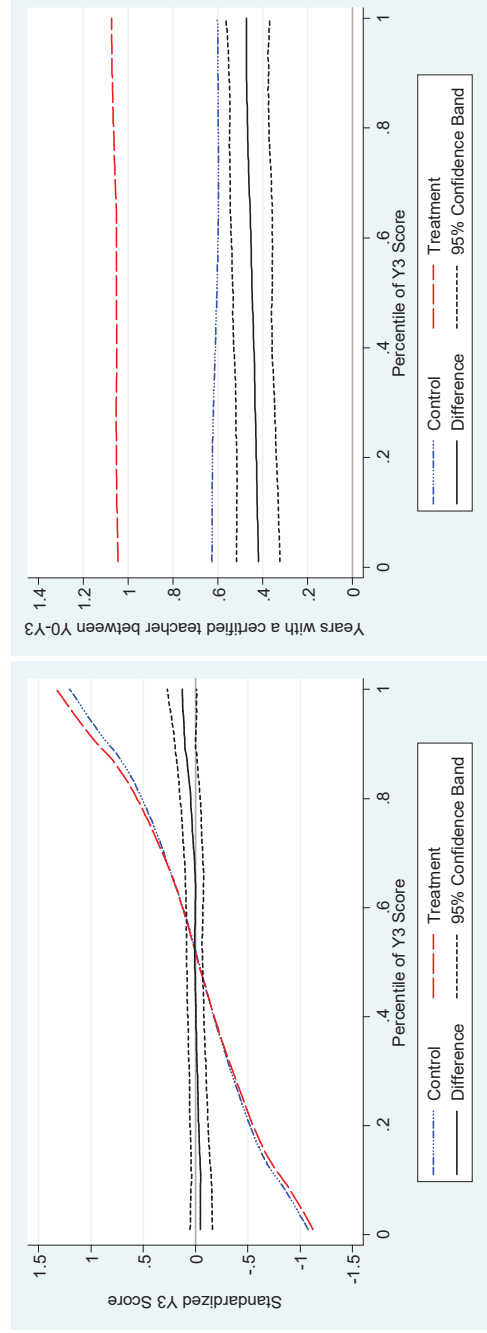 Standardized Y3 Score
1.5
1
.5
0
-.5
-1
-1.5
0 .2 .4 .6 .8 1
Percentile of Y3 Score
Control Treatment
Difference 95% Confidence Band
Years with a certified teacher between Y0-Y3
1.4
1.2
1
.8
.6
.4
.2
0
0 .2 .4 .6 .8 1
Percentile of Y3 Score
Control Treatment
Difference 95% Confidence Band